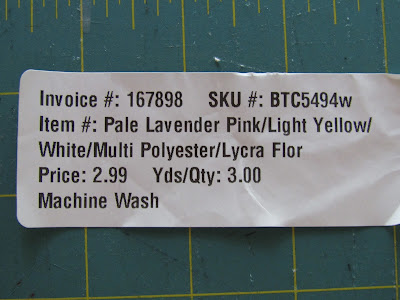 Invoice #: 167898 SKU #: BTC5494w
Item #: Pale Lavender Pink/Light Yellow/
White/Multi Polyester/Lycra Flor
Price: 2.99 Yds/Qty: 3.00
Machine Wash